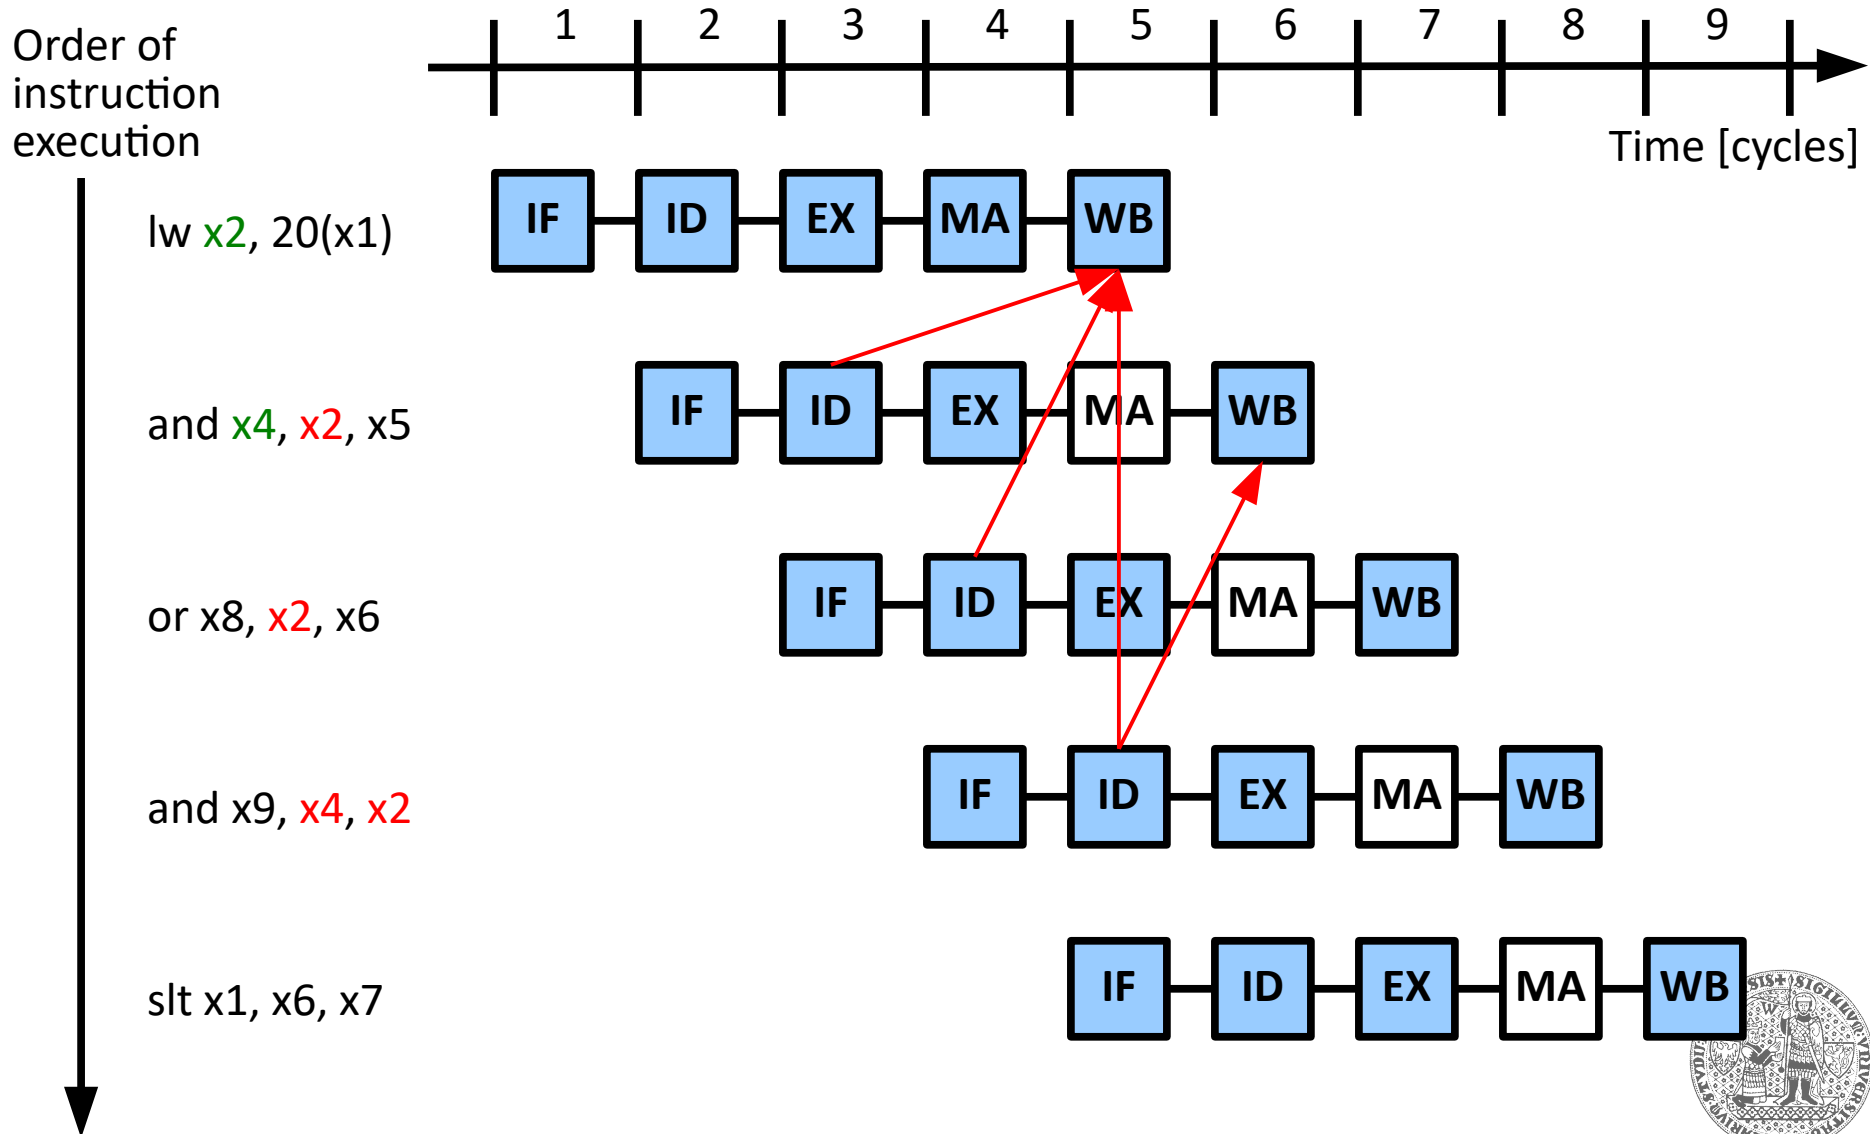 1 2 3 4 5 6 7 8 9
Order of
instruction
execution
Time [cycles]
lw x2, 20(x1)
IF ID EX MA WB
and x4, x2, x5
IF ID EX MA WB
or x8, x2, x6
IF ID EX MA WB
and x9, x4, x2
IF ID EX MA WB
slt x1, x6, x7
IF ID EX MA WB